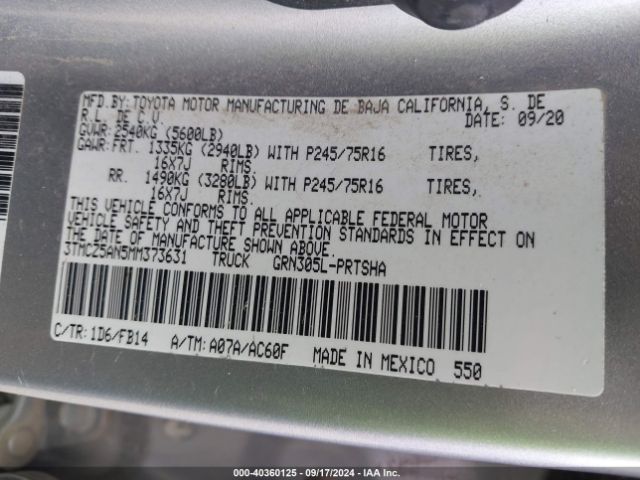 MFD.BY:TOYOTA MOTOR MANUFACTURING DE BAJA CALIFORNIA, S. DE
R.L. DE C.V. DATE: 09/20
GVWR:2540KG (5600LB)
GAWR:FRT. 1335KG (2940LB) WITH P245/75R16 TIRES,
16X7J RIMS.
RR. 1490KG (3280LB) WITH P245/75R16 TIRES,
16X7J RIMS.
THIS VEHICLE CONFORMS TO ALL APPLICABLE FEDERAL MOTOR
VEHICLE SAFETY AND THEFT PREVENTION STANDARDS IN EFFECT ON
THE DATE OF MANUFACTURE SHOWN ABOVE.
3TMCZ5AN5MM373631 TRUCK GRN305L-PRTSHA
C/TR:1D6/FB14 A/TM:A07A/AC60F MADE IN MEXICO 550
000-40360125 - 09/17/2024 - IAA Inc.